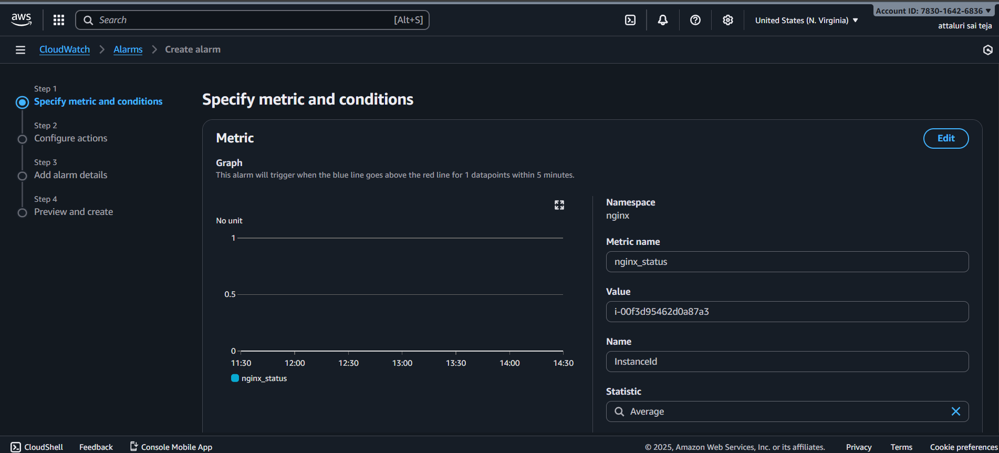 aws
Search
[Alt+S]
United States (N. Virginia)
Account ID: 7830-1642-6836
attaluri sai teja
CloudWatch
Alarms
Create alarm
Step 1
Specify metric and conditions
Step 2
Configure actions
Step 3
Add alarm details
Step 4
Preview and create
Specify metric and conditions
Metric
Edit
Graph
This alarm will trigger when the blue line goes above the red line for 1 datapoints within 5 minutes.
No unit
1
0.5
0
11:30 12:00 12:30 13:00 13:30 14:00 14:30
nginx_status
Namespace
nginx
Metric name
nginx_status
Value
i-00f3d95462d0a87a3
Name
InstanceId
Statistic
Average
CloudShell
Feedback
Console Mobile App
© 2025, Amazon Web Services, Inc. or its affiliates.
Privacy
Terms
Cookie preferences